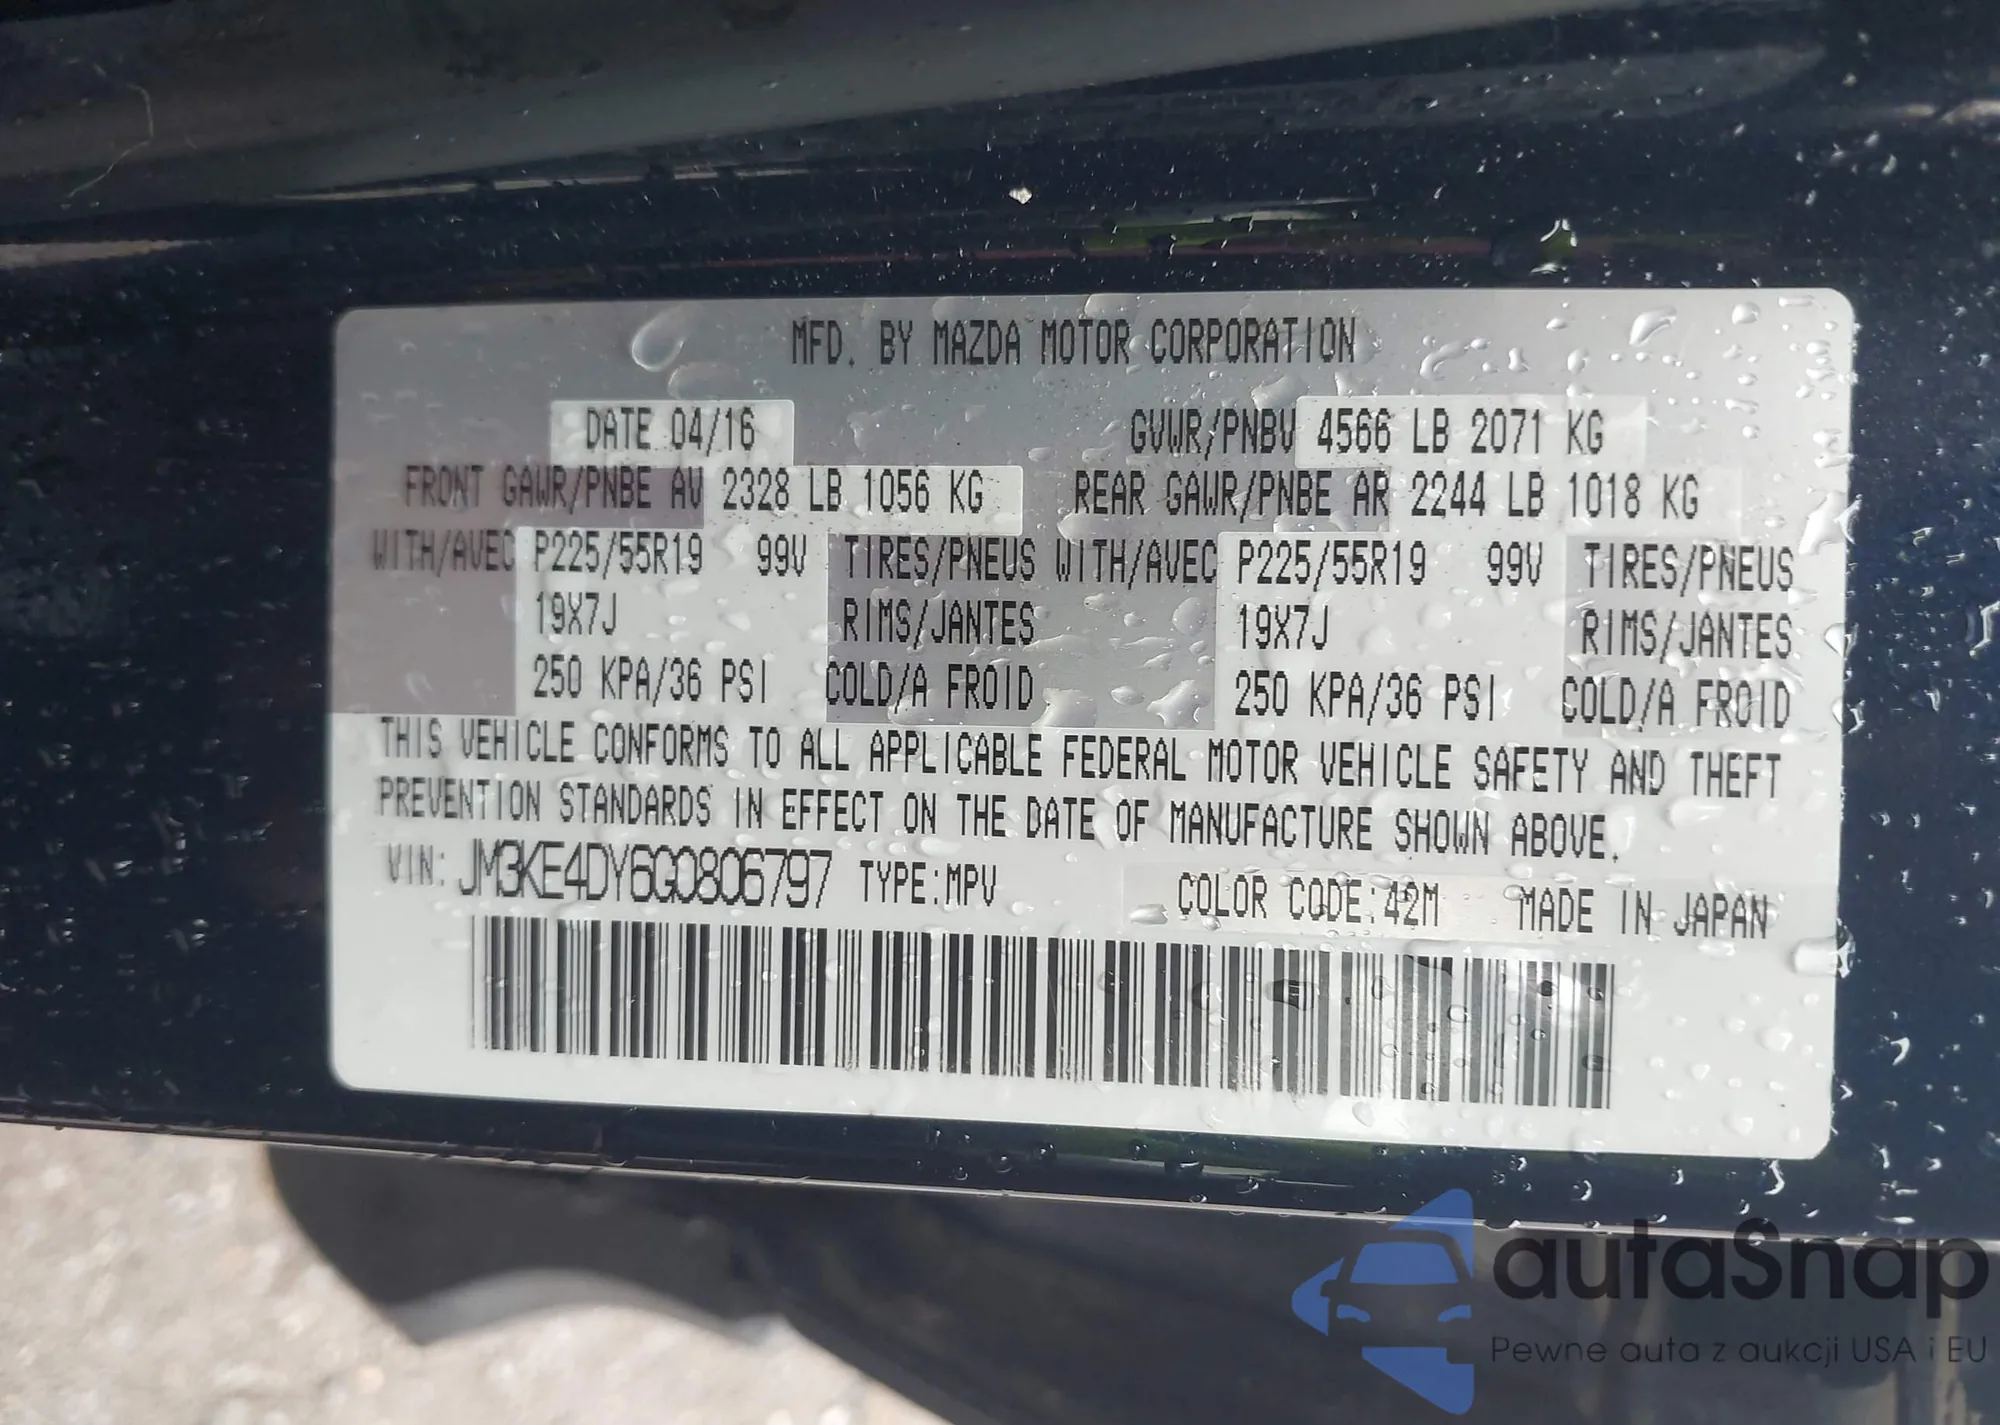 MFD. BY MAZDA MOTOR CORPORATION
DATE 04/16 GVWR/PNBV 4566 LB 2071 KG
FRONT GAWR/PNBE AV 2328 LB 1056 KG REAR GAWR/PNBE AR 2244 LB 1018 KG
WITH/AVEC P225/55R19 99V TIRES/PNEUS WITH/AVEC P225/55R19 99V TIRES/PNEUS
19X7J RIMS/JANTES 19X7J RIMS/JANTES
250 KPA/36 PSI COLD/A FROID 250 KPA/36 PSI COLD/A FROID
THIS VEHICLE CONFORMS TO ALL APPLICABLE FEDERAL MOTOR VEHICLE SAFETY AND THEFT
PREVENTION STANDARDS IN EFFECT ON THE DATE OF MANUFACTURE SHOWN ABOVE.
VIN: JM3KE4DY6G0806797 TYPE:MPV COLOR CODE:42M MADE IN JAPAN
autaSnap
Pewne auta z aukcji USA i EU